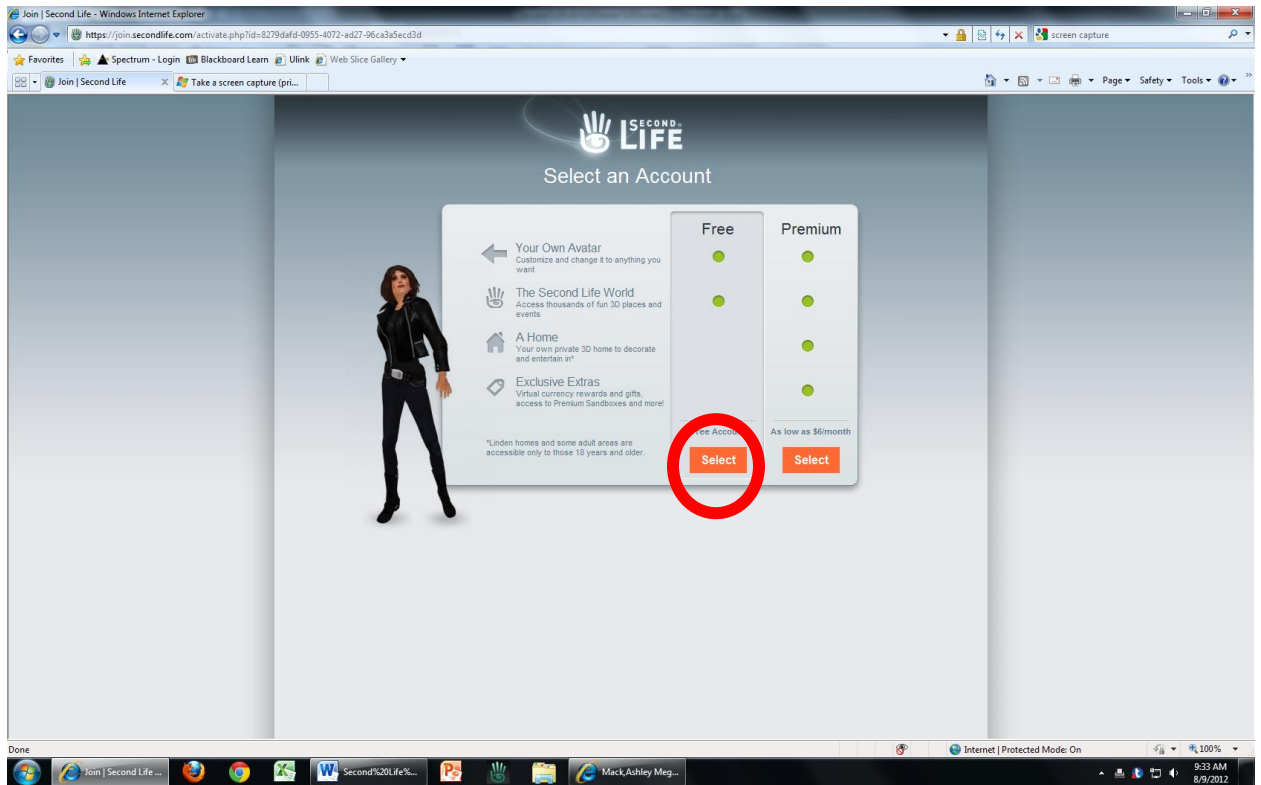 Join | Second Life - Windows Internet Explorer
https://join.secondlife.com/activate.php?id=8279dafd-0955-4072-ad27-96ca3a5ecd3d
screen capture
Favorites Spectrum - Login Blackboard Learn Ulink Web Slice Gallery
Join | Second Life X Take a screen capture (pri...
Page Safety Tools
SECOND
LIFE
Select an Account
Free Premium
Your Own Avatar
Customize and change it to anything you
want
The Second Life World
Access thousands of fun 3D places and
events
A Home
Your own private 3D home to decorate
and entertain in*
Exclusive Extras
Virtual currency rewards and gifts,
access to Premium Sandboxes and more!
As low as $6/month
*Linden homes and some adult areas are
accessible only to those 18 years and older.
Select Select
Done
Internet | Protected Mode: On
100%
Join | Second Life ...
Second%20Life%...
Mack,Ashley Meg...
9:33 AM
8/9/2012